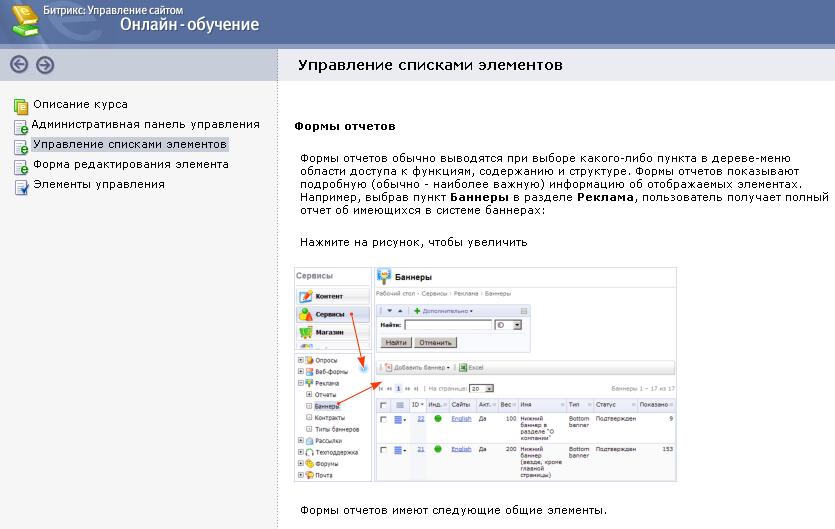 Битрикс: Управление сайтом
Онлайн - обучение
Управление списками элементов
Описание курса
Административная панель управления
Управление списками элементов
Форма редактирования элемента
Элементы управления
Формы отчетов
Формы отчетов обычно выводятся при выборе какого-либо пункта в дереве-меню
области доступа к функциям, содержанию и структуре. Формы отчетов показывают
подробную (обычно - наиболее важную) информацию об отображаемых элементах.
Например, выбрав пункт Баннеры в разделе Реклама, пользователь получает полный
отчет об имеющихся в системе баннерах:
Нажмите на рисунок, чтобы увеличить
Сервисы
Контент
Сервисы
Магазин
Опросы
Веб-формы
Реклама
Отчеты
Баннеры
Контракты
Типы баннеров
Рассылки
Техподдержка
Форумы
Почта
Баннеры
Рабочий стол › Сервисы › Реклама › Баннеры
Дополнительно
Найти: ID
Найти Отменить
Добавить баннер Excel
1 На странице: 20 Баннеры 1 – 17 из 17
ID Инд. Сайты Акт. Вес Имя Тип Статус Показано
22 English Да 100 Нижний Bottom Подтвержден 9
баннер в banner
разделе "О
компании"
21 English Да 200 Нижний Bottom Подтвержден 153
баннер banner
(везде, кроме
главной
страницы)
Формы отчетов имеют следующие общие элементы.